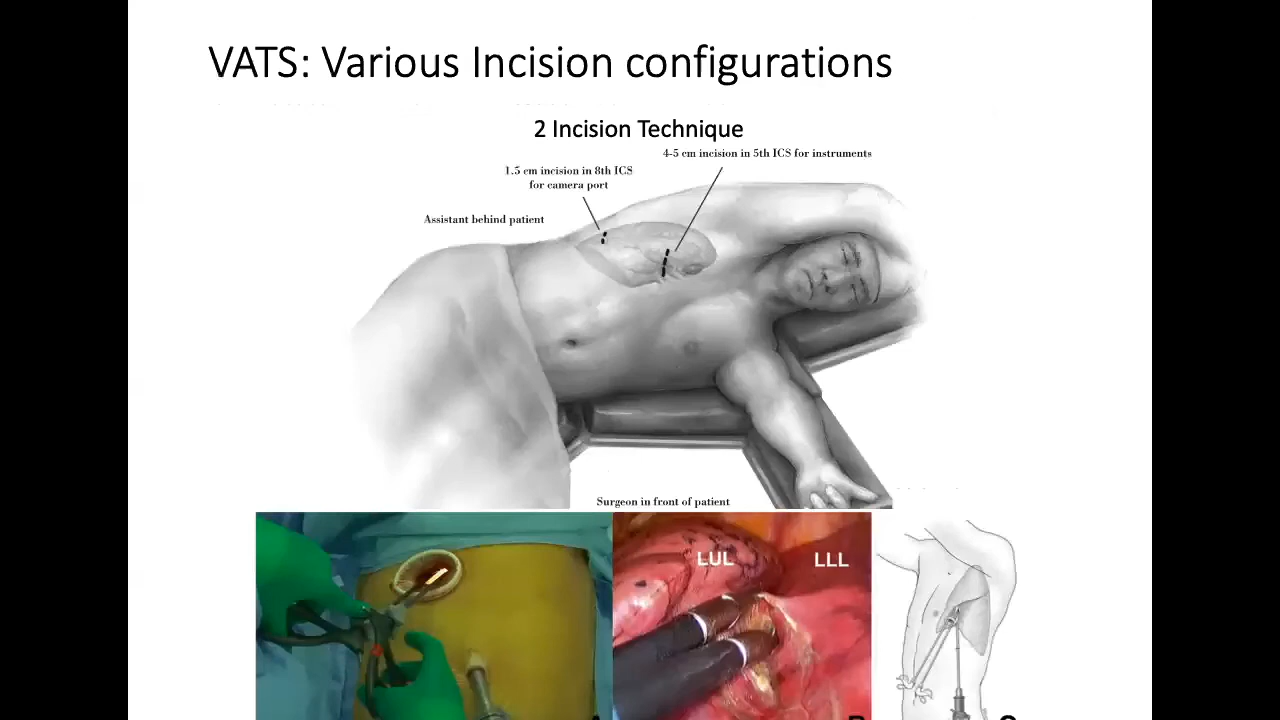 VATS: Various Incision configurations
2 Incision Technique
4-5 cm incision in 5th ICS for instruments
1.5 cm incision in 8th ICS
for camera port
Assistant behind patient
Surgeon in front of patient
LUL
LLL